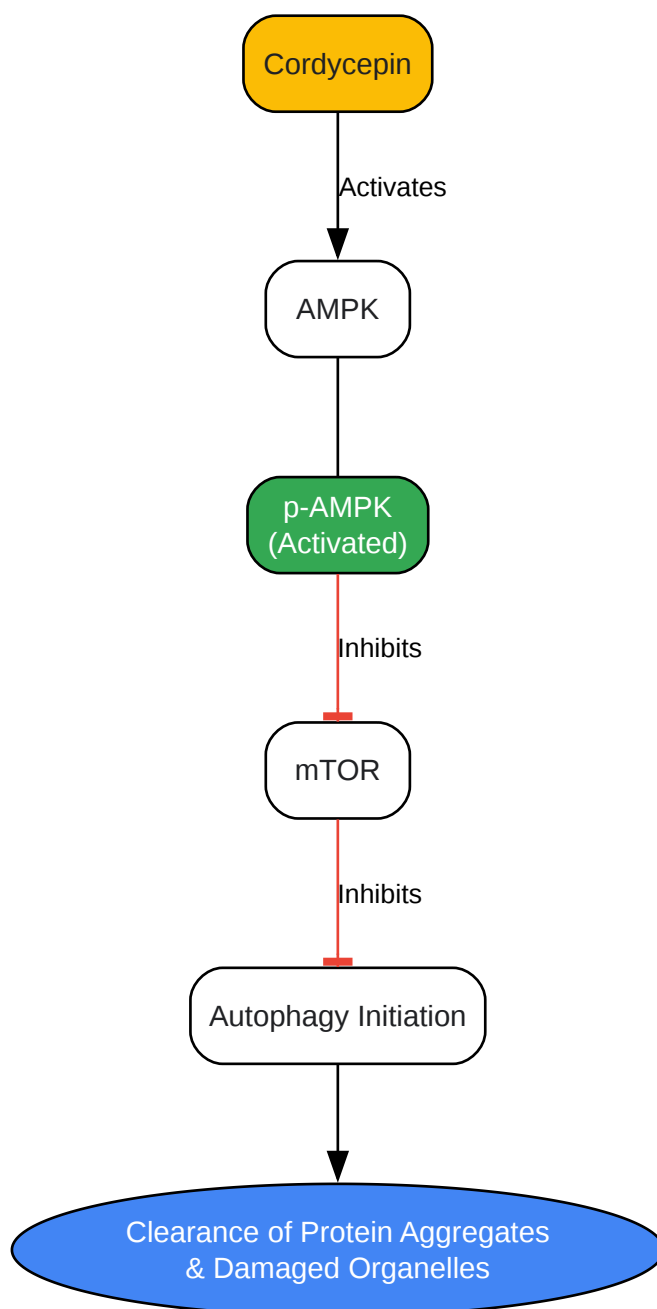 Cordycepin
Activates
AMPK
p-AMPK
(Activated)
Inhibits
mTOR
Inhibits
Autophagy Initiation
Clearance of Protein Aggregates
& Damaged Organelles